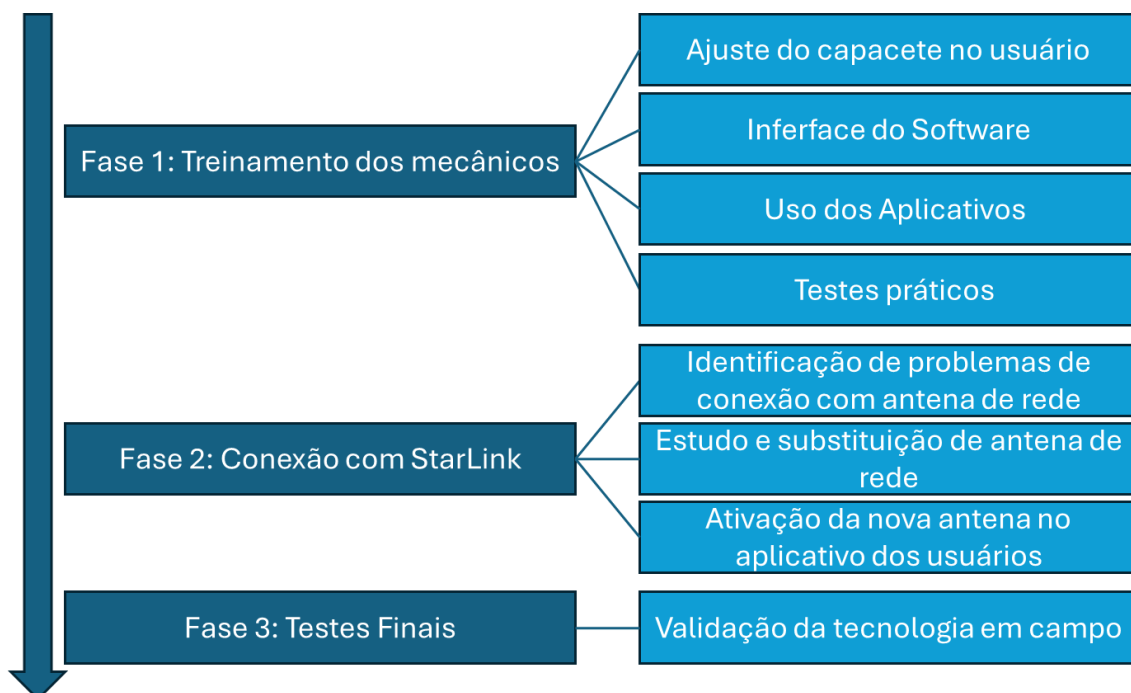 Fase 1: Treinamento dos mecânicos
Ajuste do capacete no usuário
Inferface do Software
Uso dos Aplicativos
Testes práticos
Fase 2: Conexão com StarLink
Identificação de problemas de
conexão com antena de rede
Estudo e substituição de antena de
rede
Ativação da nova antena no
aplicativo dos usuários
Fase 3: Testes Finais
Validação da tecnologia em campo